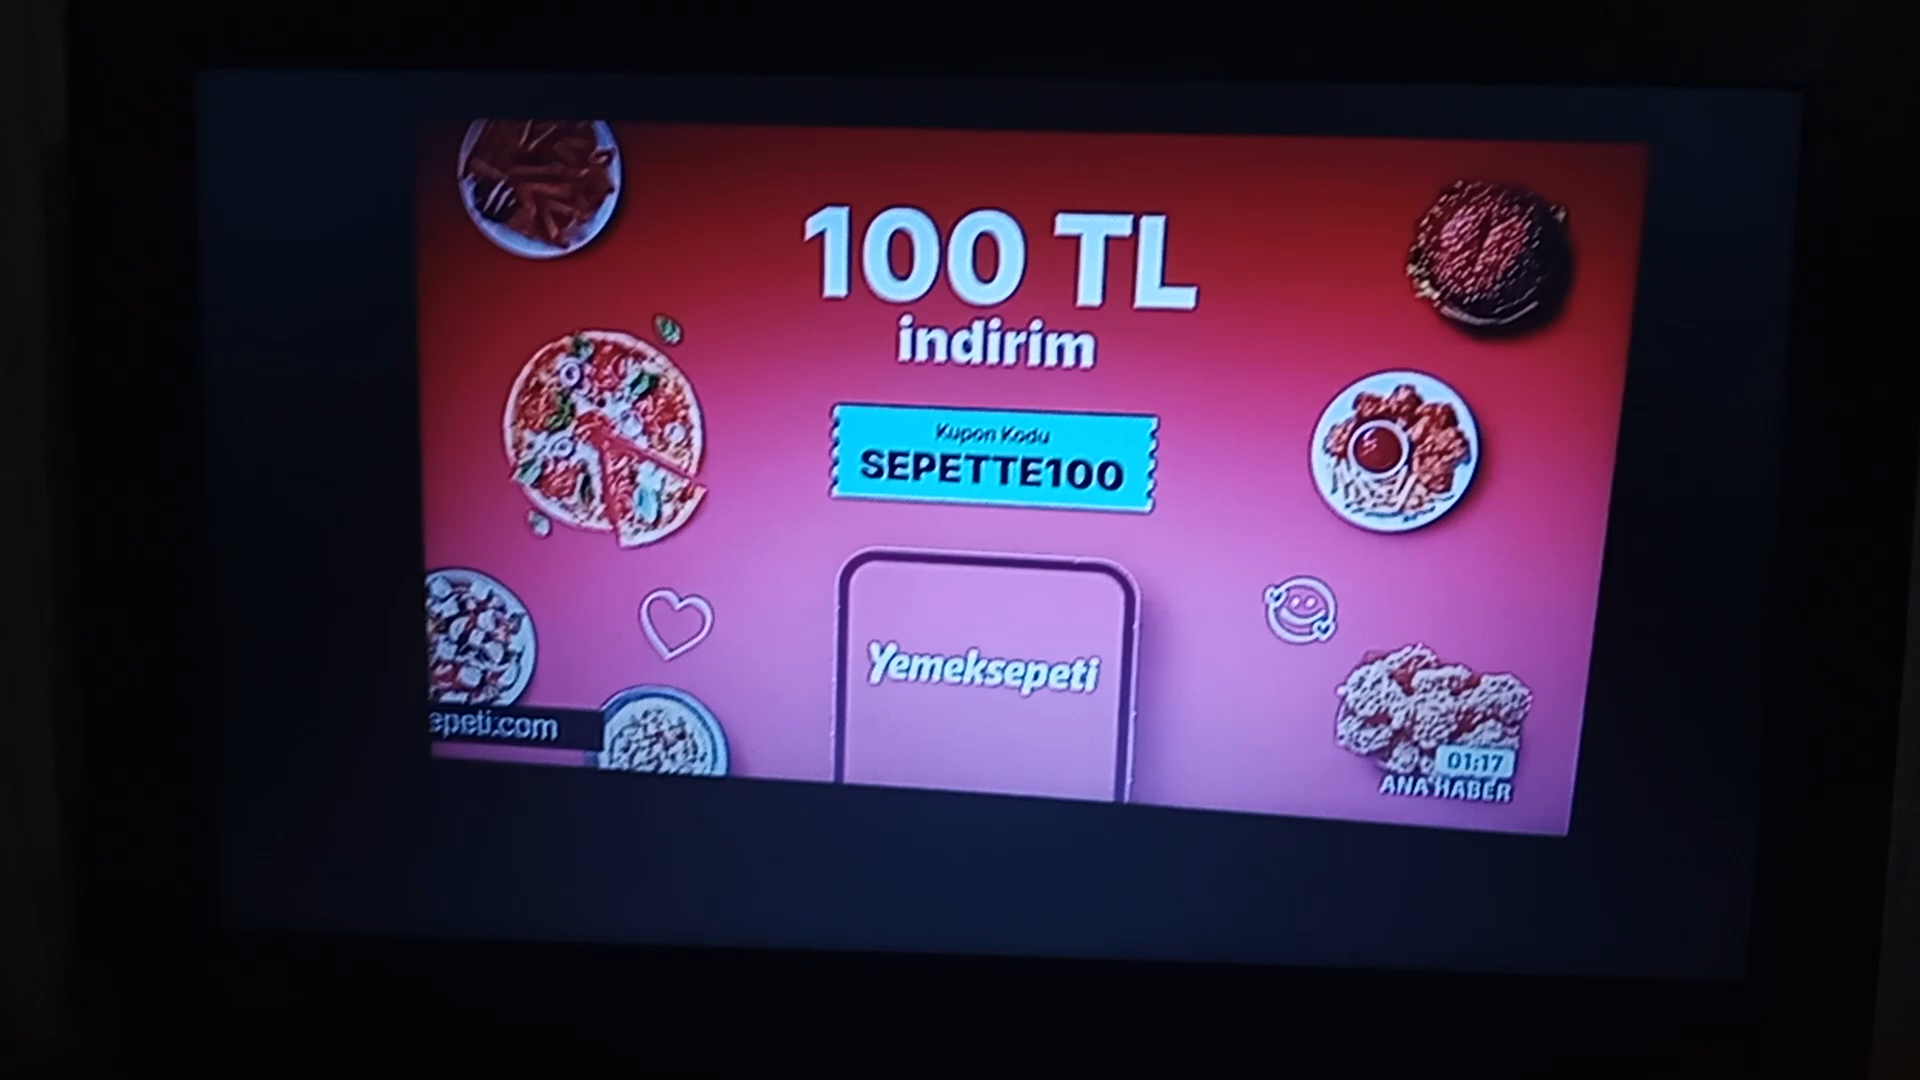 100 TL
indirim
Kupon Kodu
SEPETTE100
Yemeksepeti
epeti.com
01:17
ANA HABER